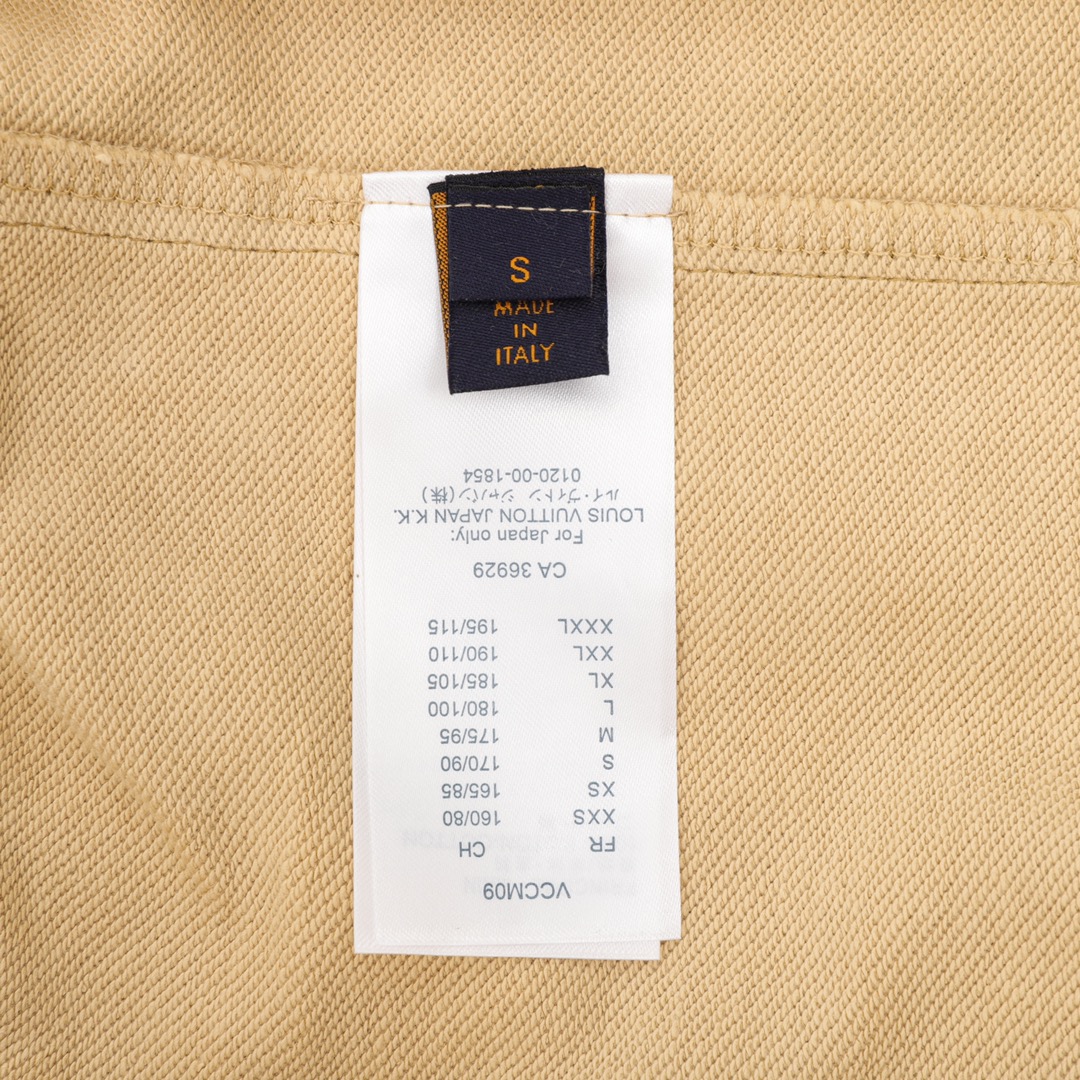 S
MADE
IN
ITALY
VCCM09
FR CH
XXS 160/80
XS 165/85
S 170/90
M 175/95
L 180/100
XL 185/105
XXL 190/110
XXXL 195/115
CA 36929
For Japan only:
LOUIS VUITTON JAPAN K.K.
ルイ・ヴィトン ジャパン(株)
0120-00-1854